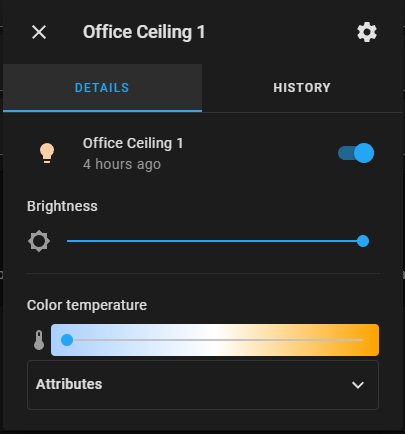 Office Ceiling 1
DETAILS
HISTORY
Office Ceiling 1
4 hours ago
Brightness
Color temperature
Attributes